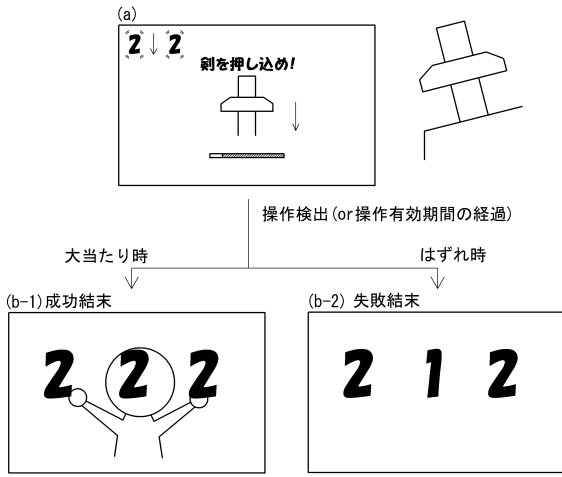 (a)
2 ↓ 2
剣を押し込め!
操作検出(or操作有効期間の経過)
大当たり時
はずれ時
(b-1)成功結末
(b-2) 失敗結末
2 2 2
2 1 2